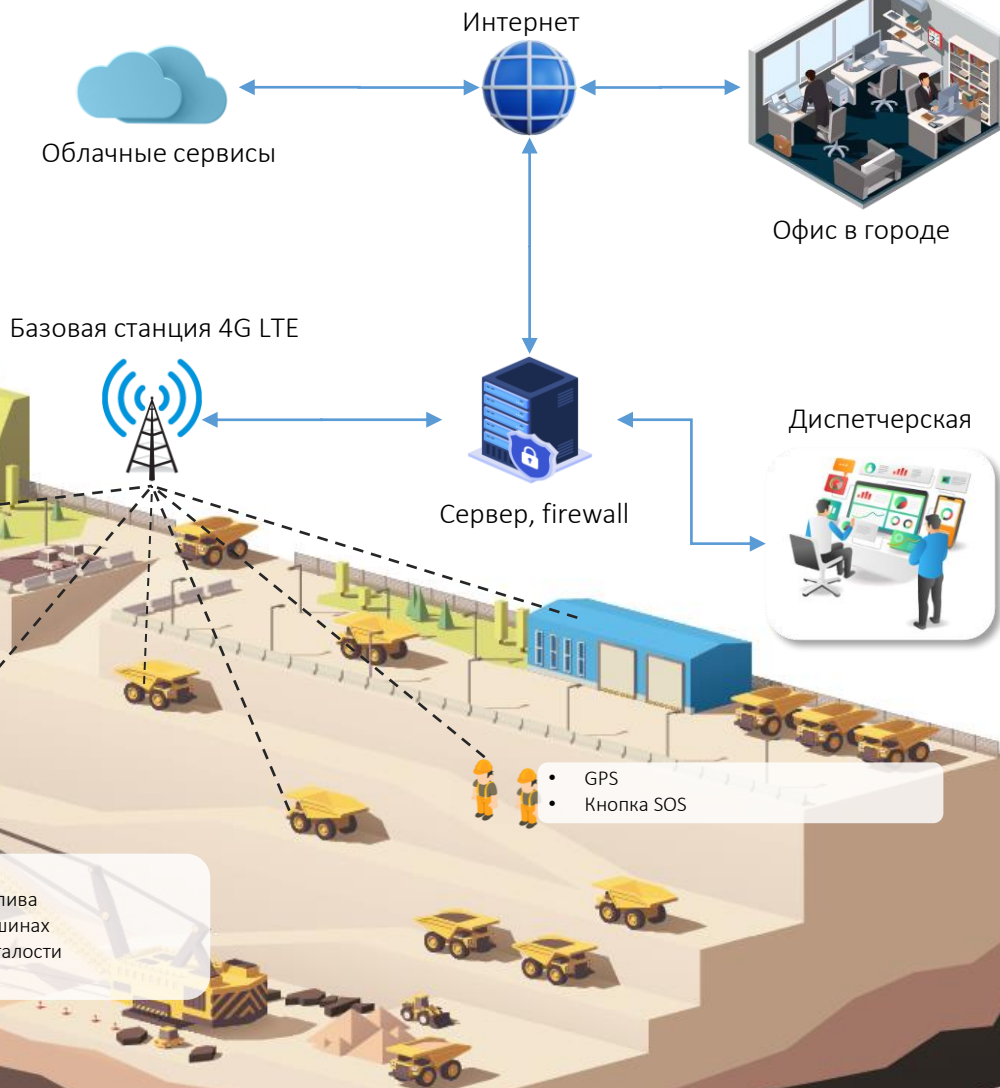 Интернет
Облачные сервисы
Офис в городе
Базовая станция 4G LTE
Диспетчерская
Сервер, firewall
• GPS
• Кнопка SOS